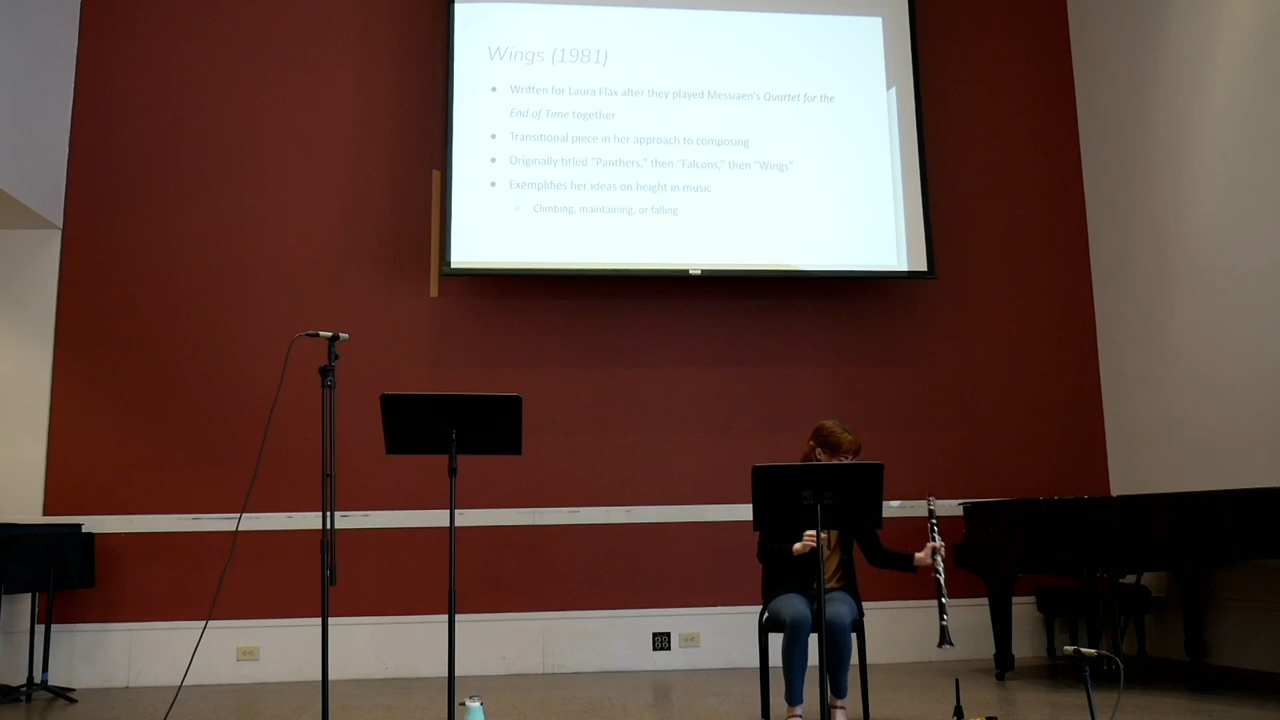 Wings (1981)
● Written for Laura Flax after they played Messiaen's Quartet for the
End of Time together
● Transitional piece in her approach to composing
● Originally titled "Panthers," then "Falcons," then "Wings"
● Exemplifies her ideas on height in music
○ Climbing, maintaining, or falling